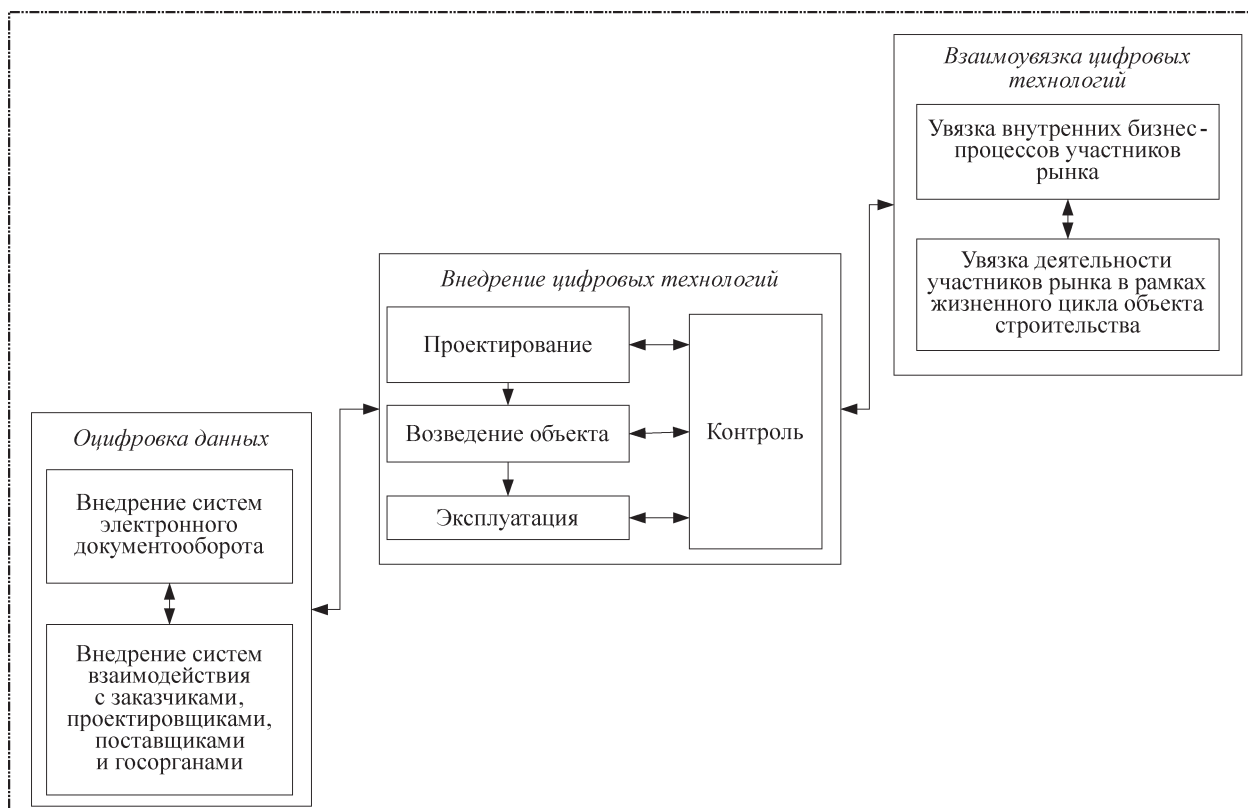 Взаимоувязка цифровых
технологий
Увязка внутренних бизнес-
процессов участников
рынка
Увязка деятельности
участников рынка в рамках
жизненного цикла объекта
строительства
Внедрение цифровых технологий
Проектирование
Возведение объекта
Эксплуатация
Контроль
Оцифровка данных
Внедрение систем
электронного
документооборота
Внедрение систем
взаимодействия
с заказчиками,
проектировщиками,
поставщиками
и госорганами